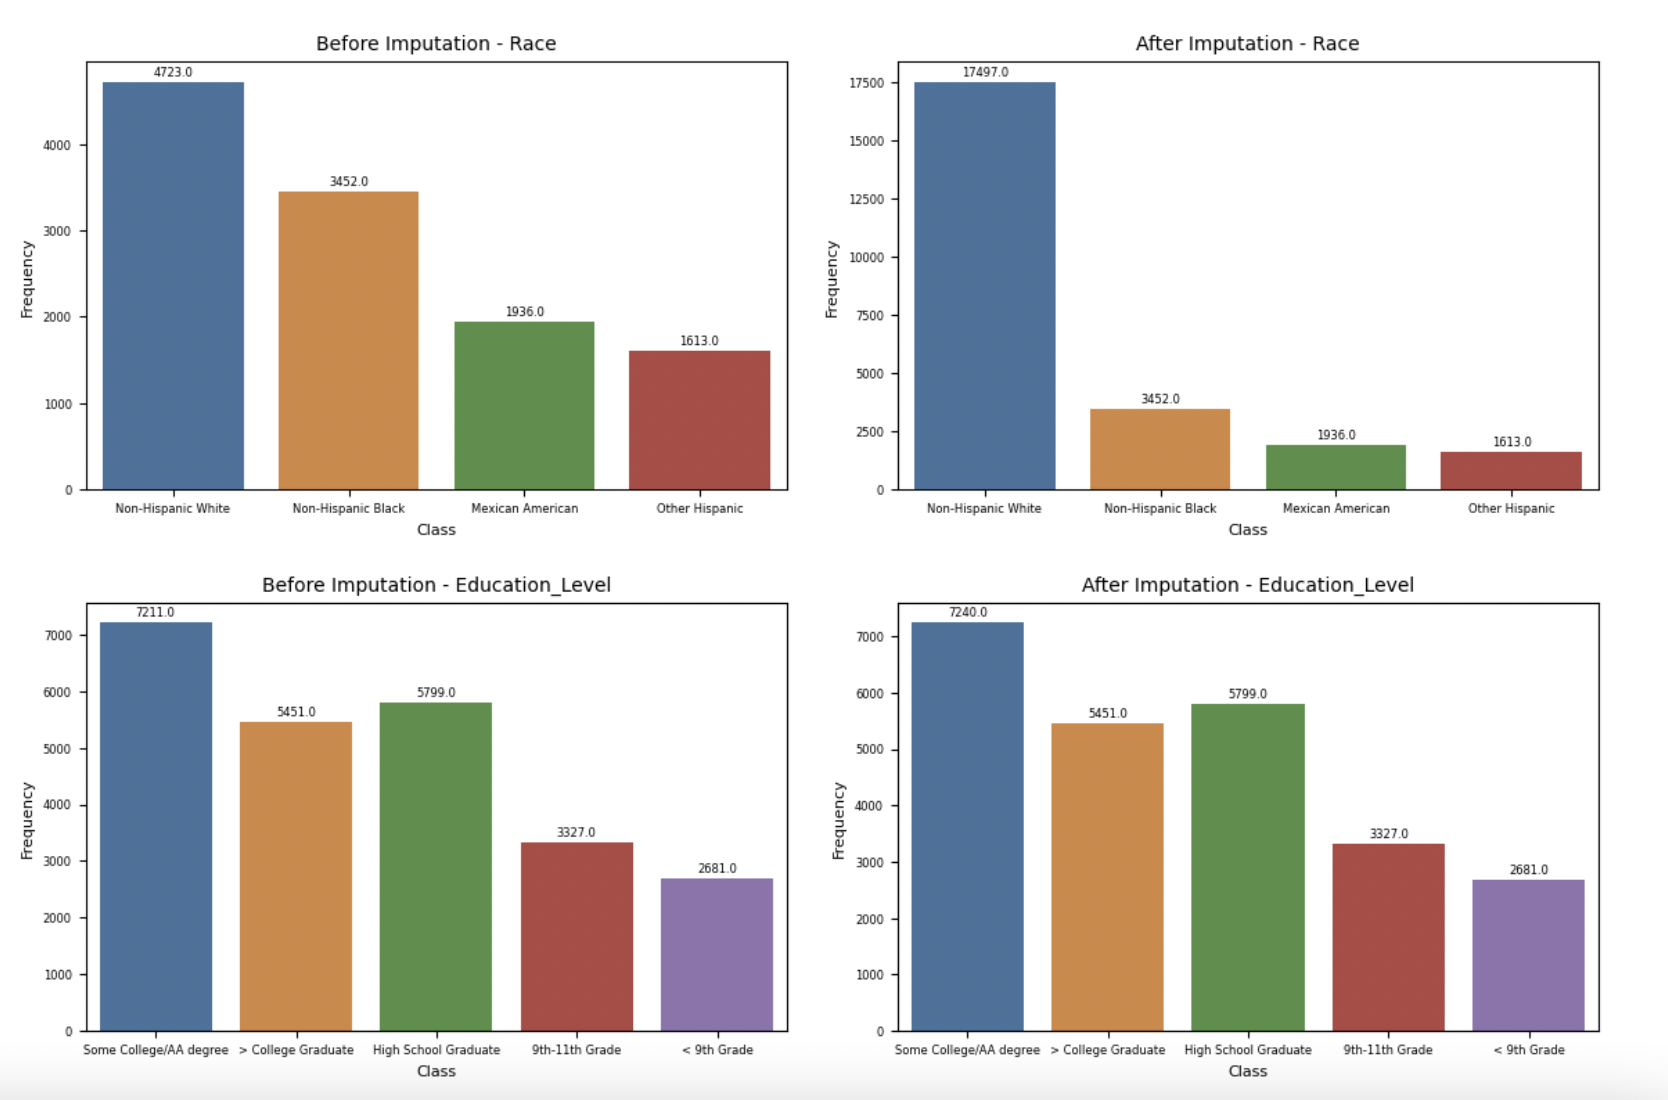 Before Imputation - Race
4723.0
3452.0
1936.0
1613.0
4000
3000
2000
1000
0
Frequency
Non-Hispanic White Non-Hispanic Black Mexican American Other Hispanic
Class
After Imputation - Race
17497.0
3452.0
1936.0
1613.0
17500
15000
12500
10000
7500
5000
2500
0
Frequency
Non-Hispanic White Non-Hispanic Black Mexican American Other Hispanic
Class
Before Imputation - Education_Level
7211.0
5451.0
5799.0
3327.0
2681.0
7000
6000
5000
4000
3000
2000
1000
0
Frequency
Some College/AA degree > College Graduate High School Graduate 9th-11th Grade < 9th Grade
Class
After Imputation - Education_Level
7240.0
5451.0
5799.0
3327.0
2681.0
7000
6000
5000
4000
3000
2000
1000
0
Frequency
Some College/AA degree > College Graduate High School Graduate 9th-11th Grade < 9th Grade
Class